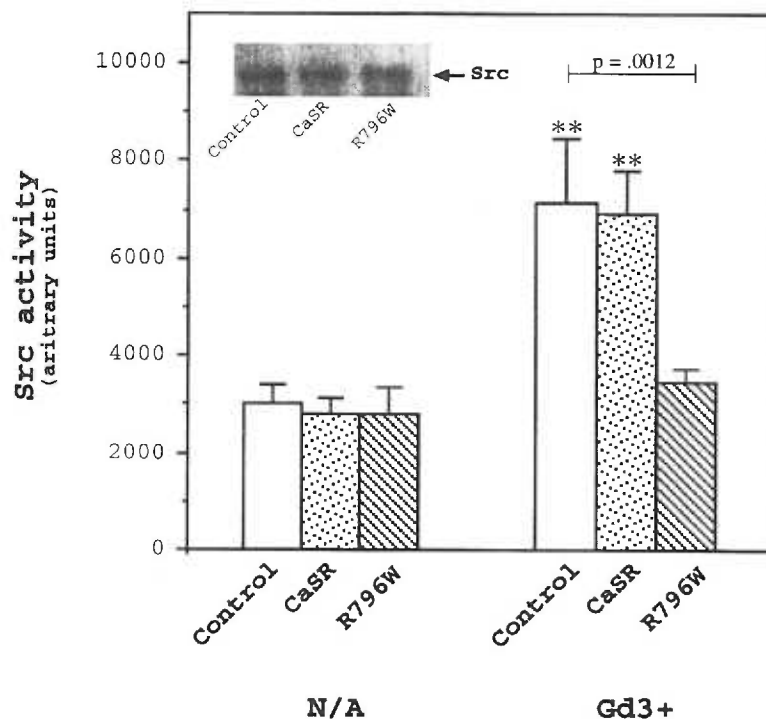 10000
8000
6000
4000
2000
0
Src activity
(aritrary units)
Src
Control
CaSR
R796W
p = .0012
**
**
Control
CaSR
R796W
Control
CaSR
R796W
N/A
Gd3+